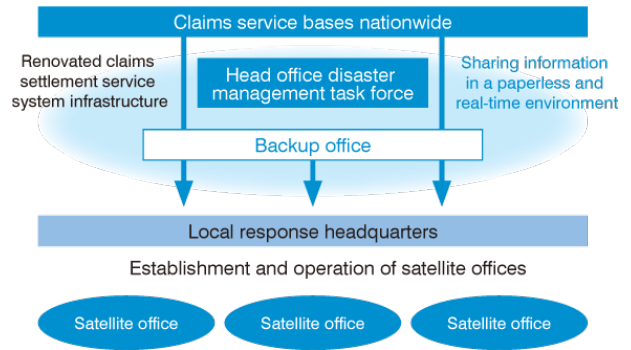 Claims service bases nationwide
Renovated claims
settlement service
system infrastructure
Head office disaster
management task force
Sharing information
in a paperless and
real-time environment
Backup office
Local response headquarters
Establishment and operation of satellite offices
Satellite office
Satellite office
Satellite office